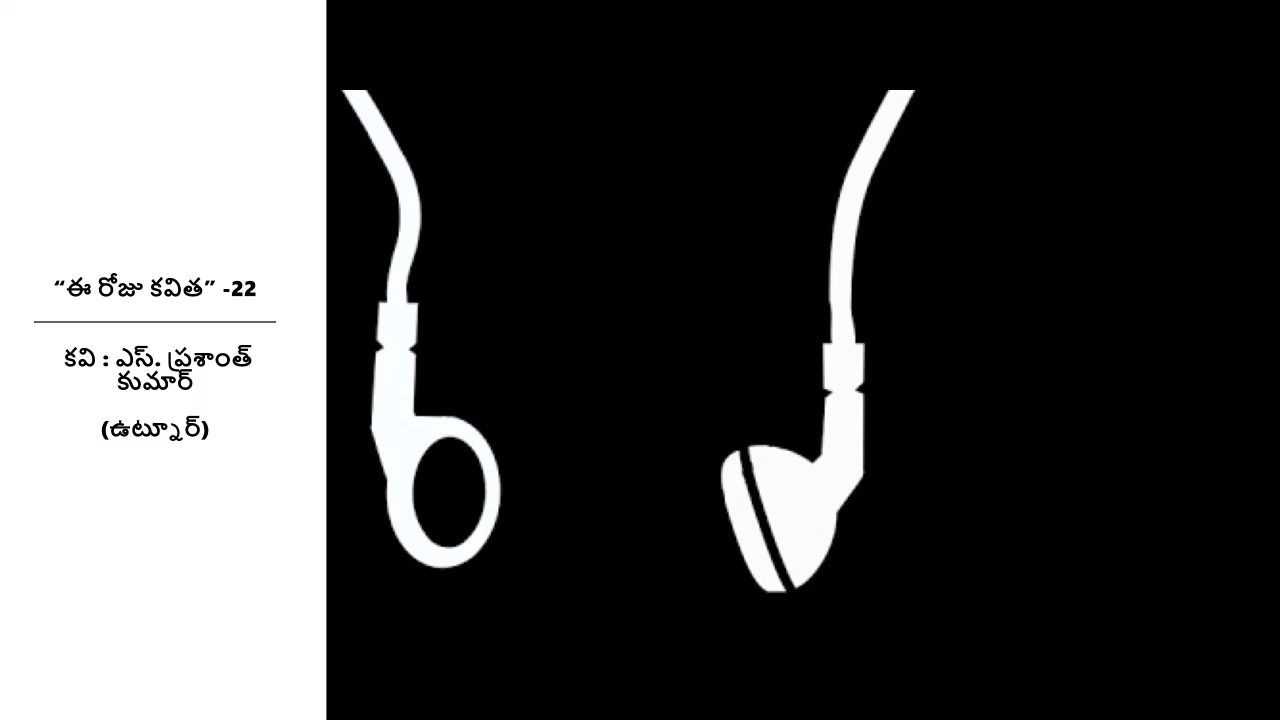 “ఈ రోజు కవిత” -22
కవి : ఎస్. ప్రశాంత్
కుమార్
(ఉట్నూర్)